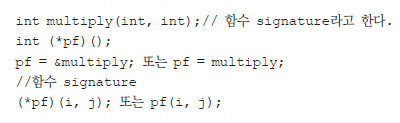 int multiply(int, int);// 함수 signature라고 한다.
int (*pf)();
pf = &multiply; 또는 pf = multiply;
//함수 signature
(*pf)(i, j); 또는 pf(i, j);